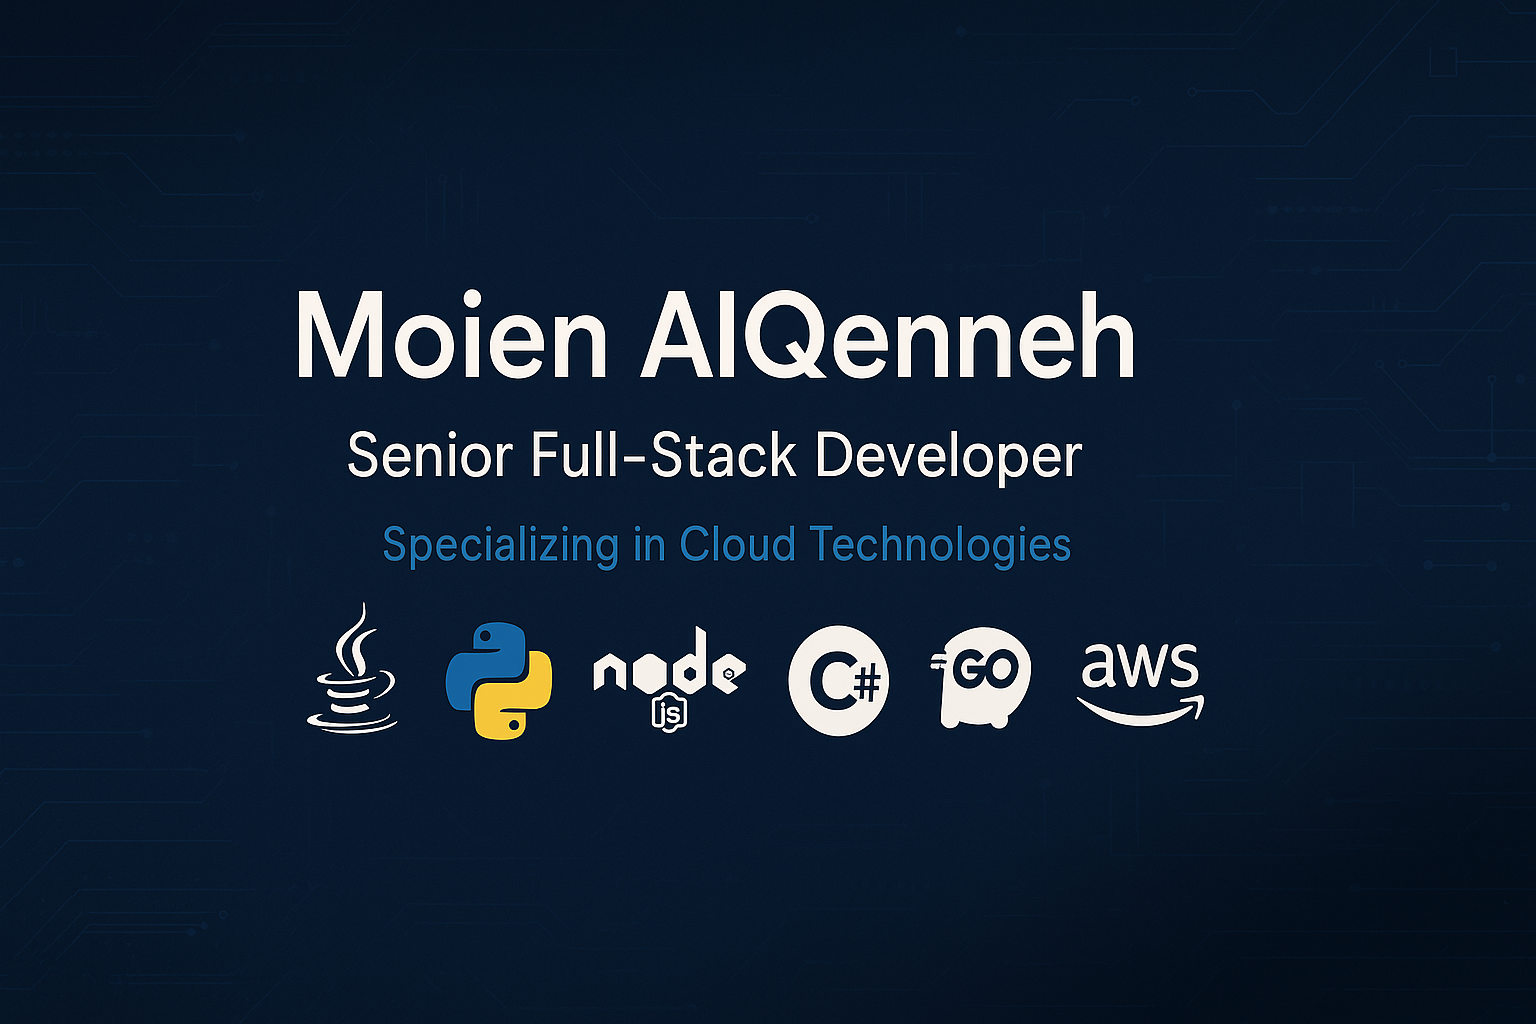 Moien AlQenneh
Senior Full-Stack Developer
Specializing in Cloud Technologies
node js C# GO aws